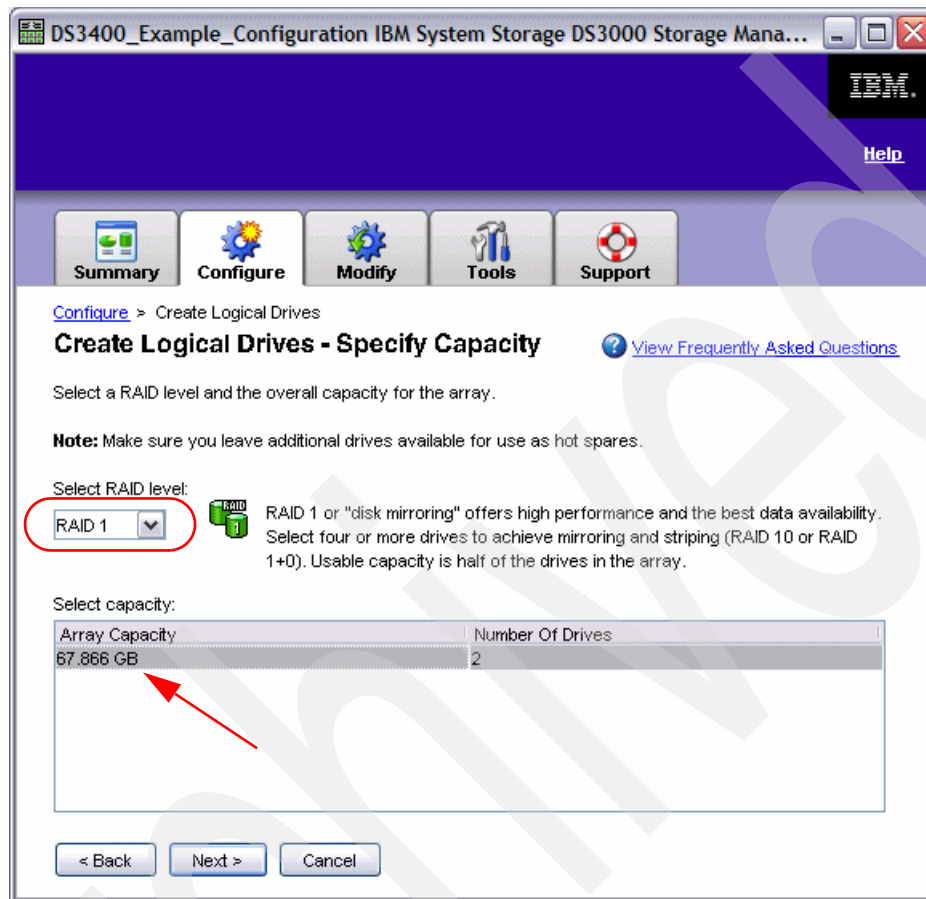 DS3400_Example_Configuration IBM System Storage DS3000 Storage Mana...
IBM.
Help
Summary
Configure
Modify
Tools
Support
Configure > Create Logical Drives
Create Logical Drives - Specify Capacity
View Frequently Asked Questions
Select a RAID level and the overall capacity for the array.
Note: Make sure you leave additional drives available for use as hot spares.
Select RAID level:
RAID 1
RAID
1
RAID 1 or "disk mirroring" offers high performance and the best data availability.
Select four or more drives to achieve mirroring and striping (RAID 10 or RAID
1+0). Usable capacity is half of the drives in the array.
Select capacity:
Array Capacity Number Of Drives
67.866 GB 2
< Back Next > Cancel